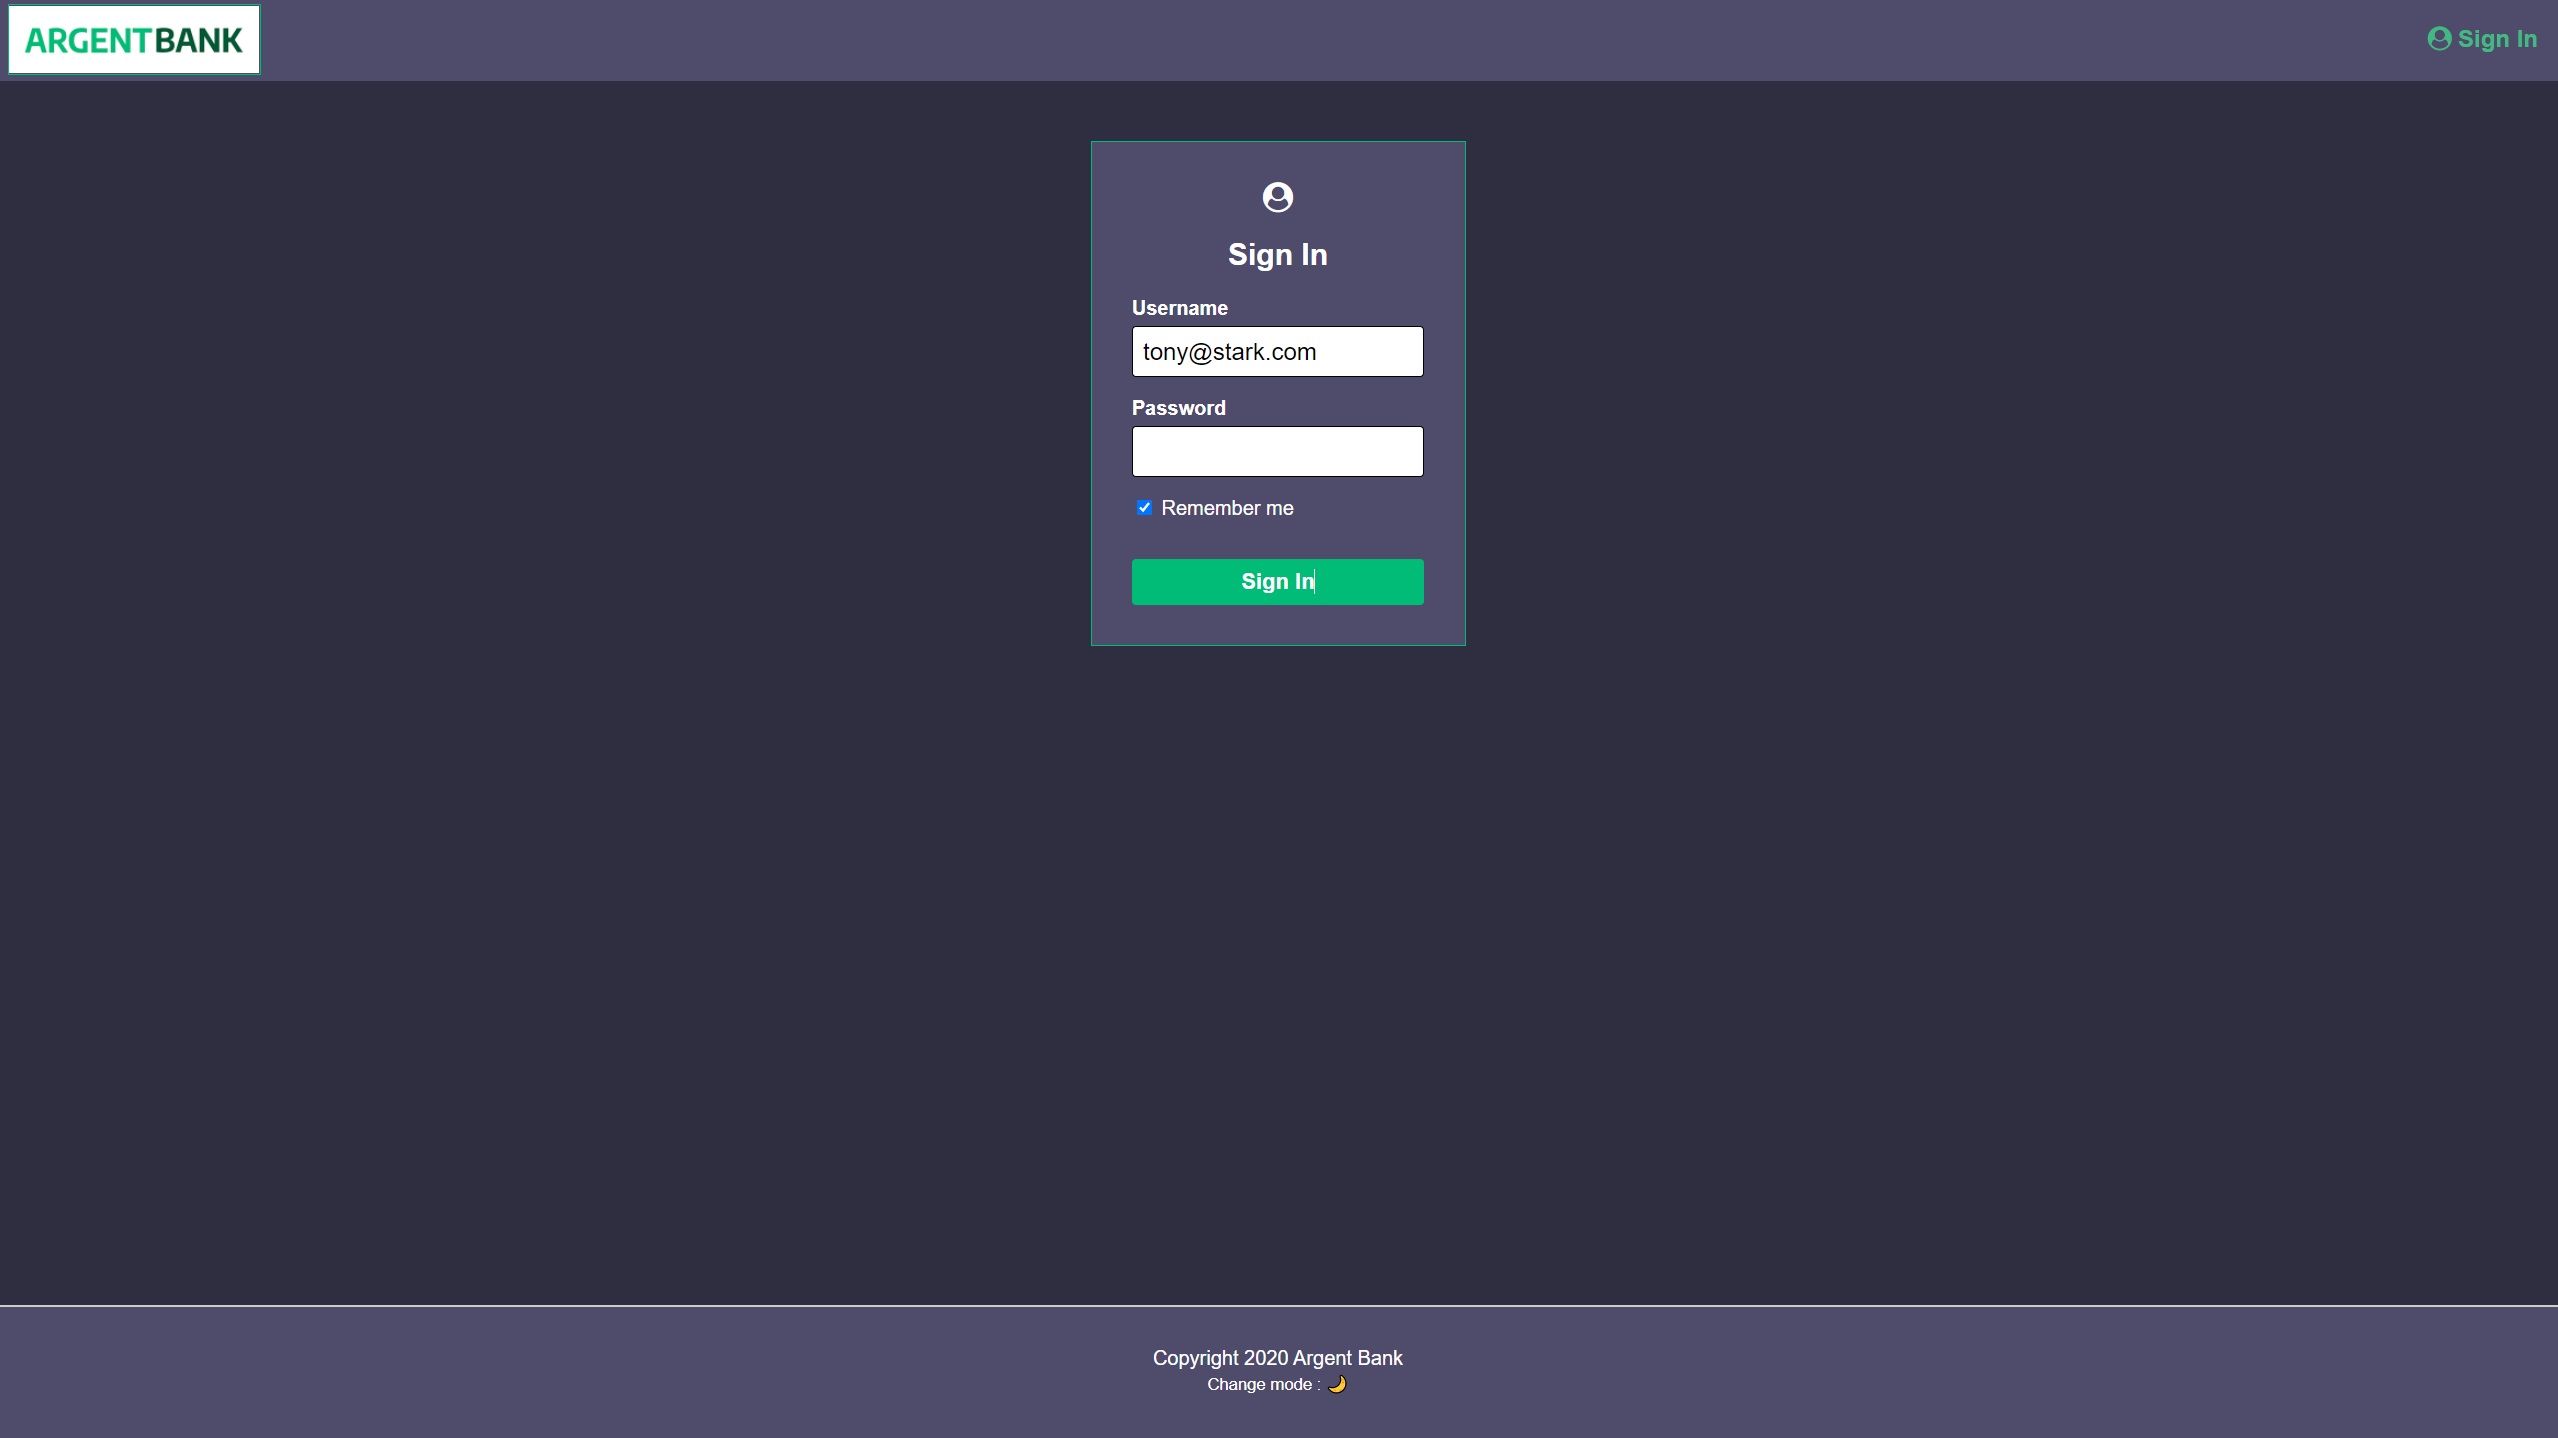 ARGENTBANK
Sign In
Sign In
Username
tony@stark.com
Password
Remember me
Sign In
Copyright 2020 Argent Bank
Change mode : 🌙